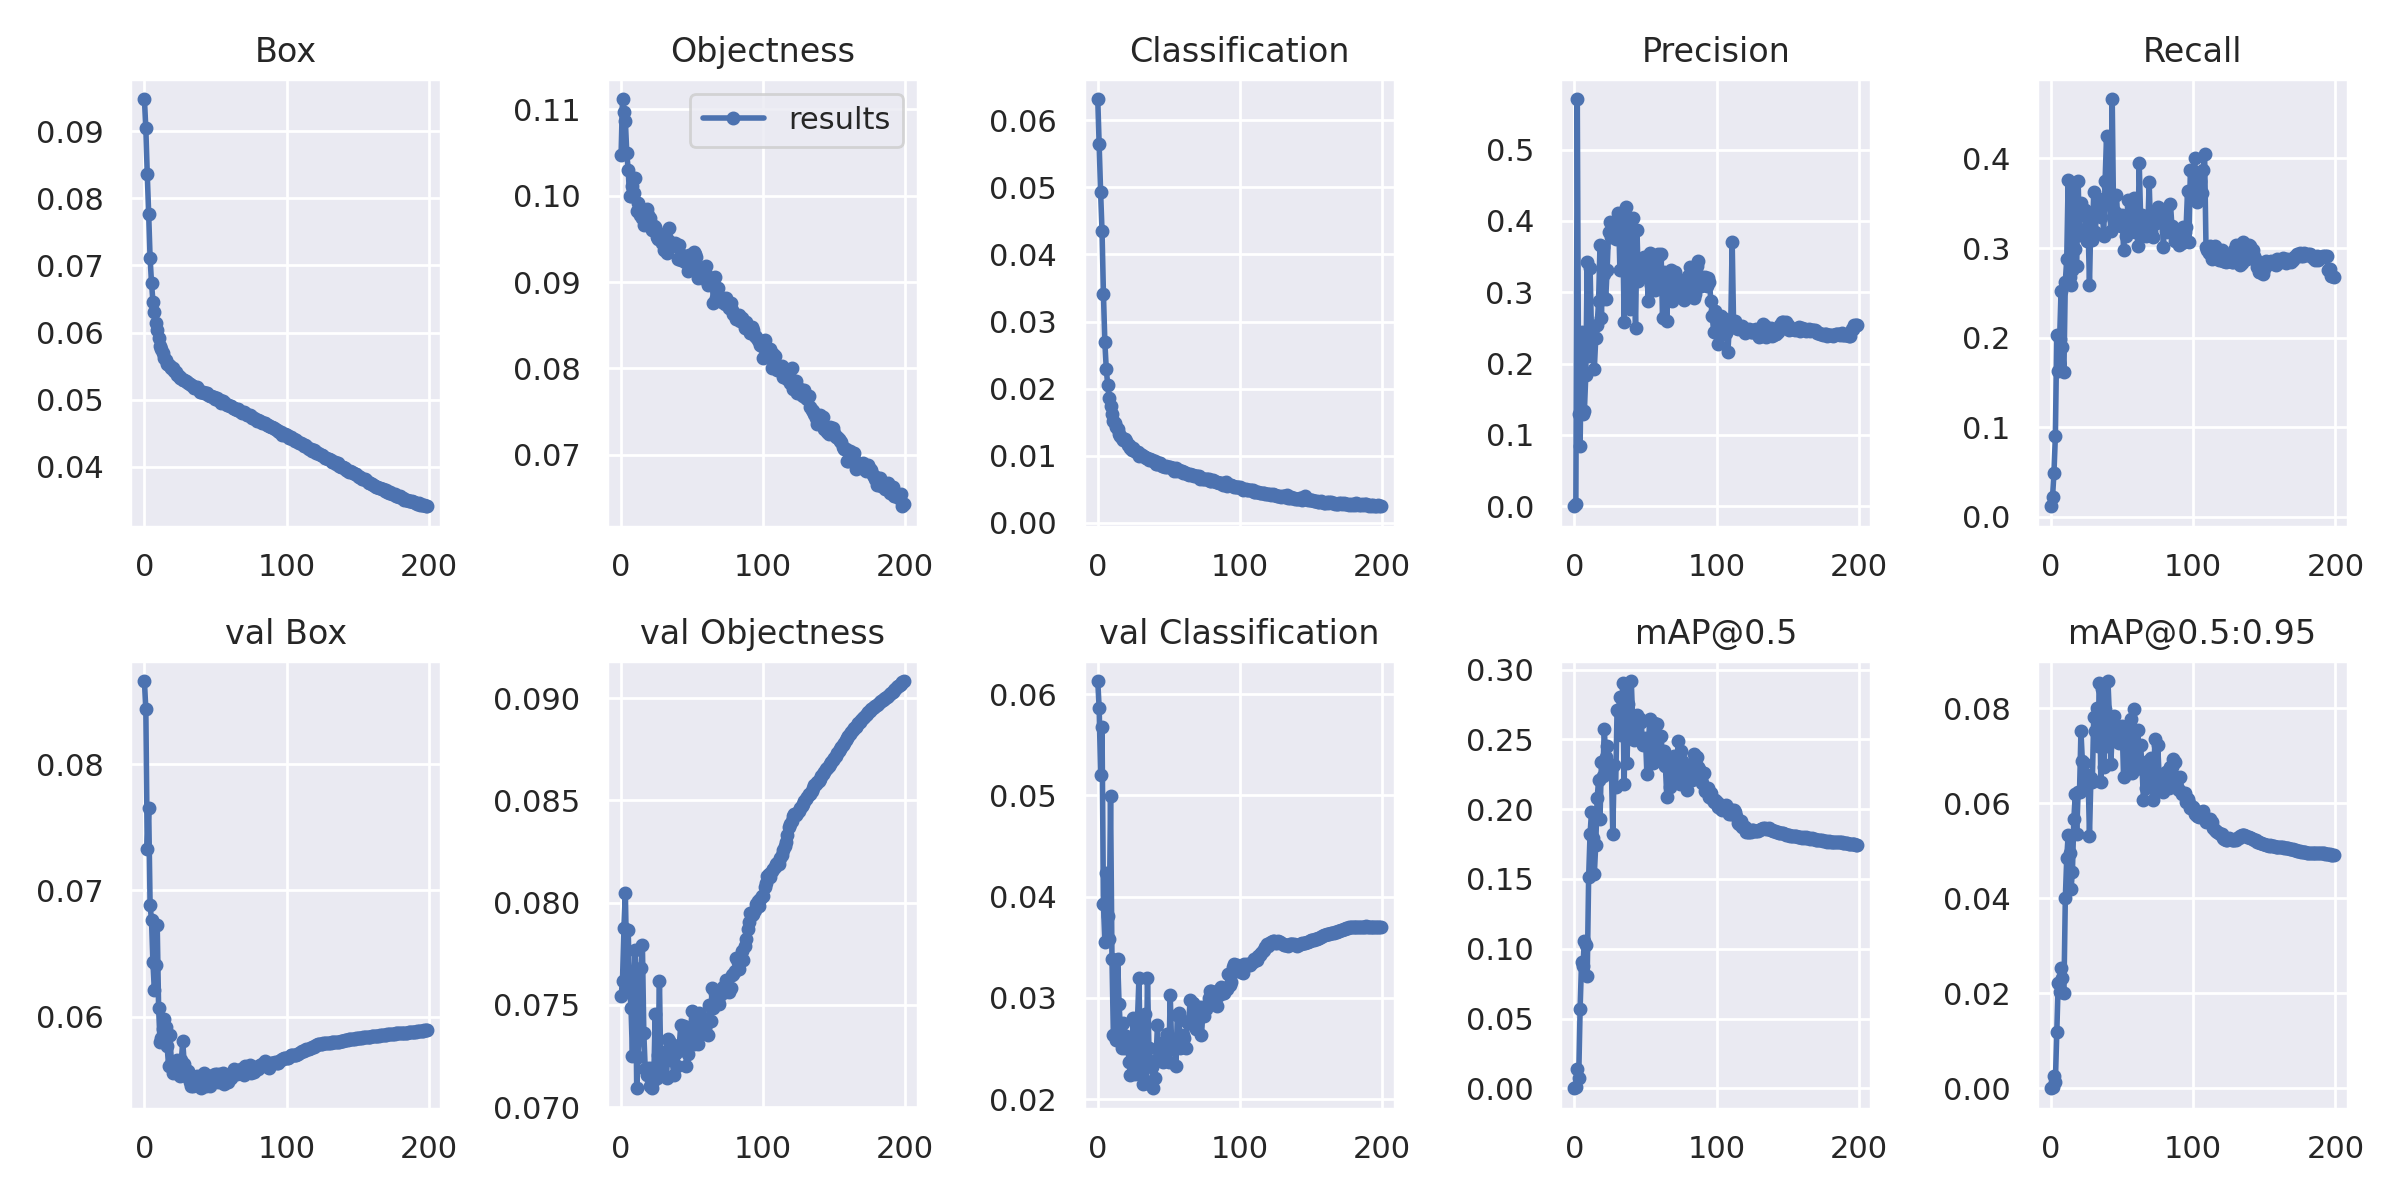 Box
Objectness
Classification
Precision
Recall
0.09
0.08
0.07
0.06
0.05
0.04
0 100 200
results
0.11
0.10
0.09
0.08
0.07
0 100 200
0.06
0.05
0.04
0.03
0.02
0.01
0.00
0 100 200
0.5
0.4
0.3
0.2
0.1
0.0
0 100 200
0.4
0.3
0.2
0.1
0.0
0 100 200
val Box
val Objectness
val Classification
mAP@0.5
mAP@0.5:0.95
0.08
0.07
0.06
0 100 200
0.090
0.085
0.080
0.075
0.070
0 100 200
0.06
0.05
0.04
0.03
0.02
0 100 200
0.30
0.25
0.20
0.15
0.10
0.05
0.00
0 100 200
0.08
0.06
0.04
0.02
0.00
0 100 200